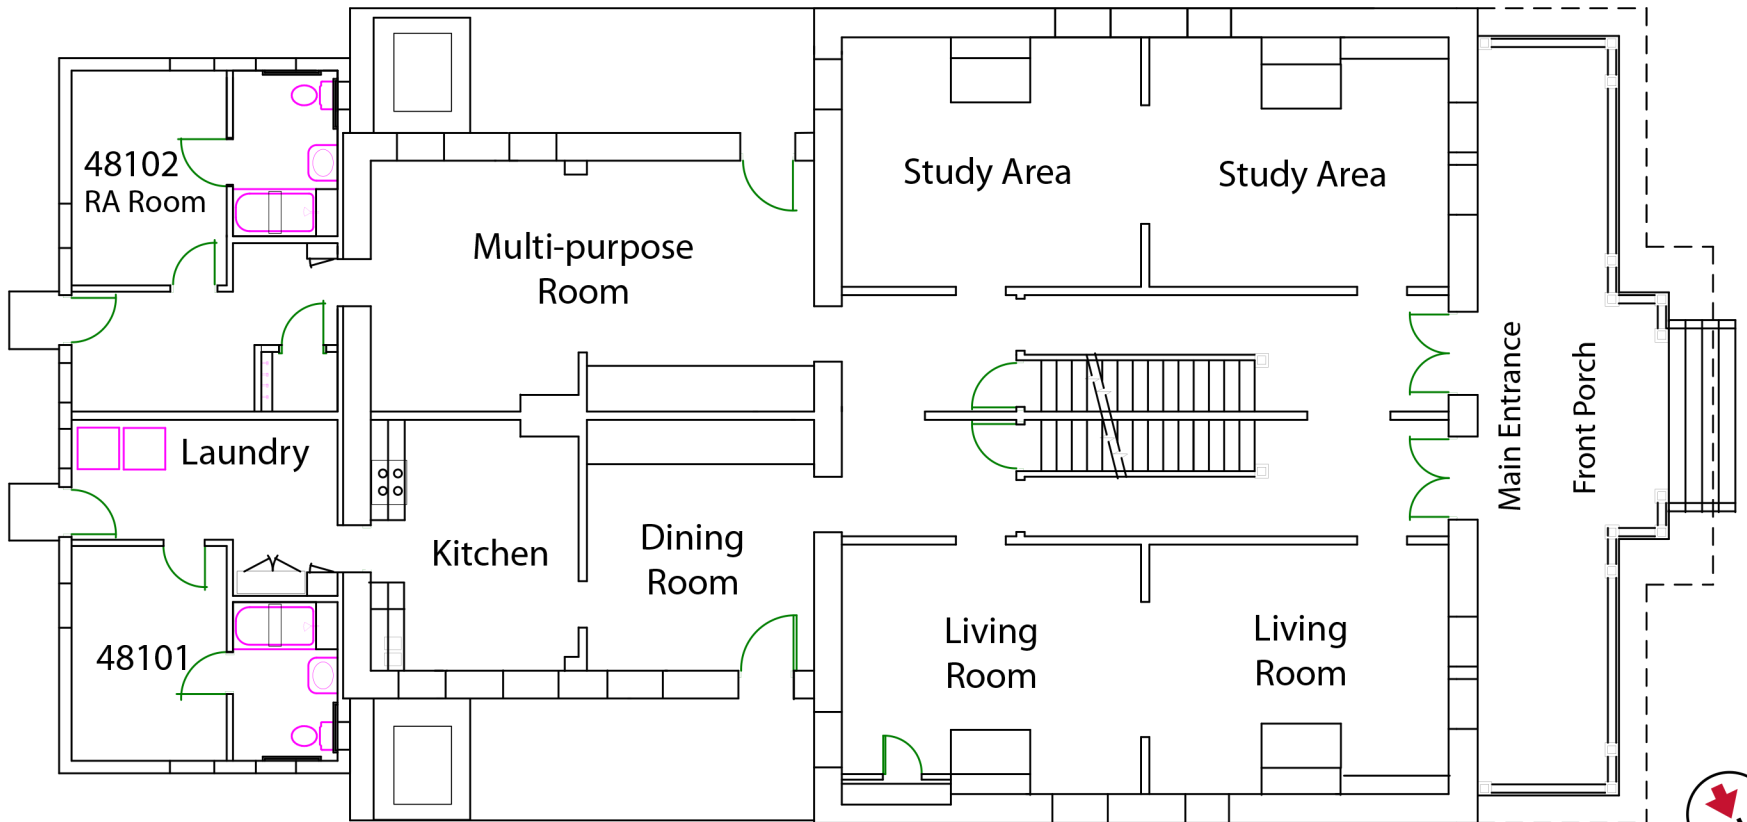 48102
RA Room
Laundry
48101
Multi-purpose
Room
Kitchen
Dining
Room
Study Area
Study Area
Living
Room
Living
Room
Main Entrance
Front Porch